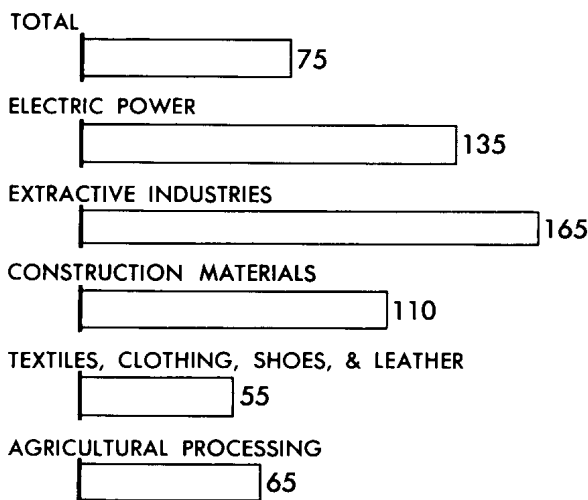 TOTAL
75
ELECTRIC POWER
135
EXTRACTIVE INDUSTRIES
165
CONSTRUCTION MATERIALS
110
TEXTILES, CLOTHING, SHOES, & LEATHER
55
AGRICULTURAL PROCESSING
65